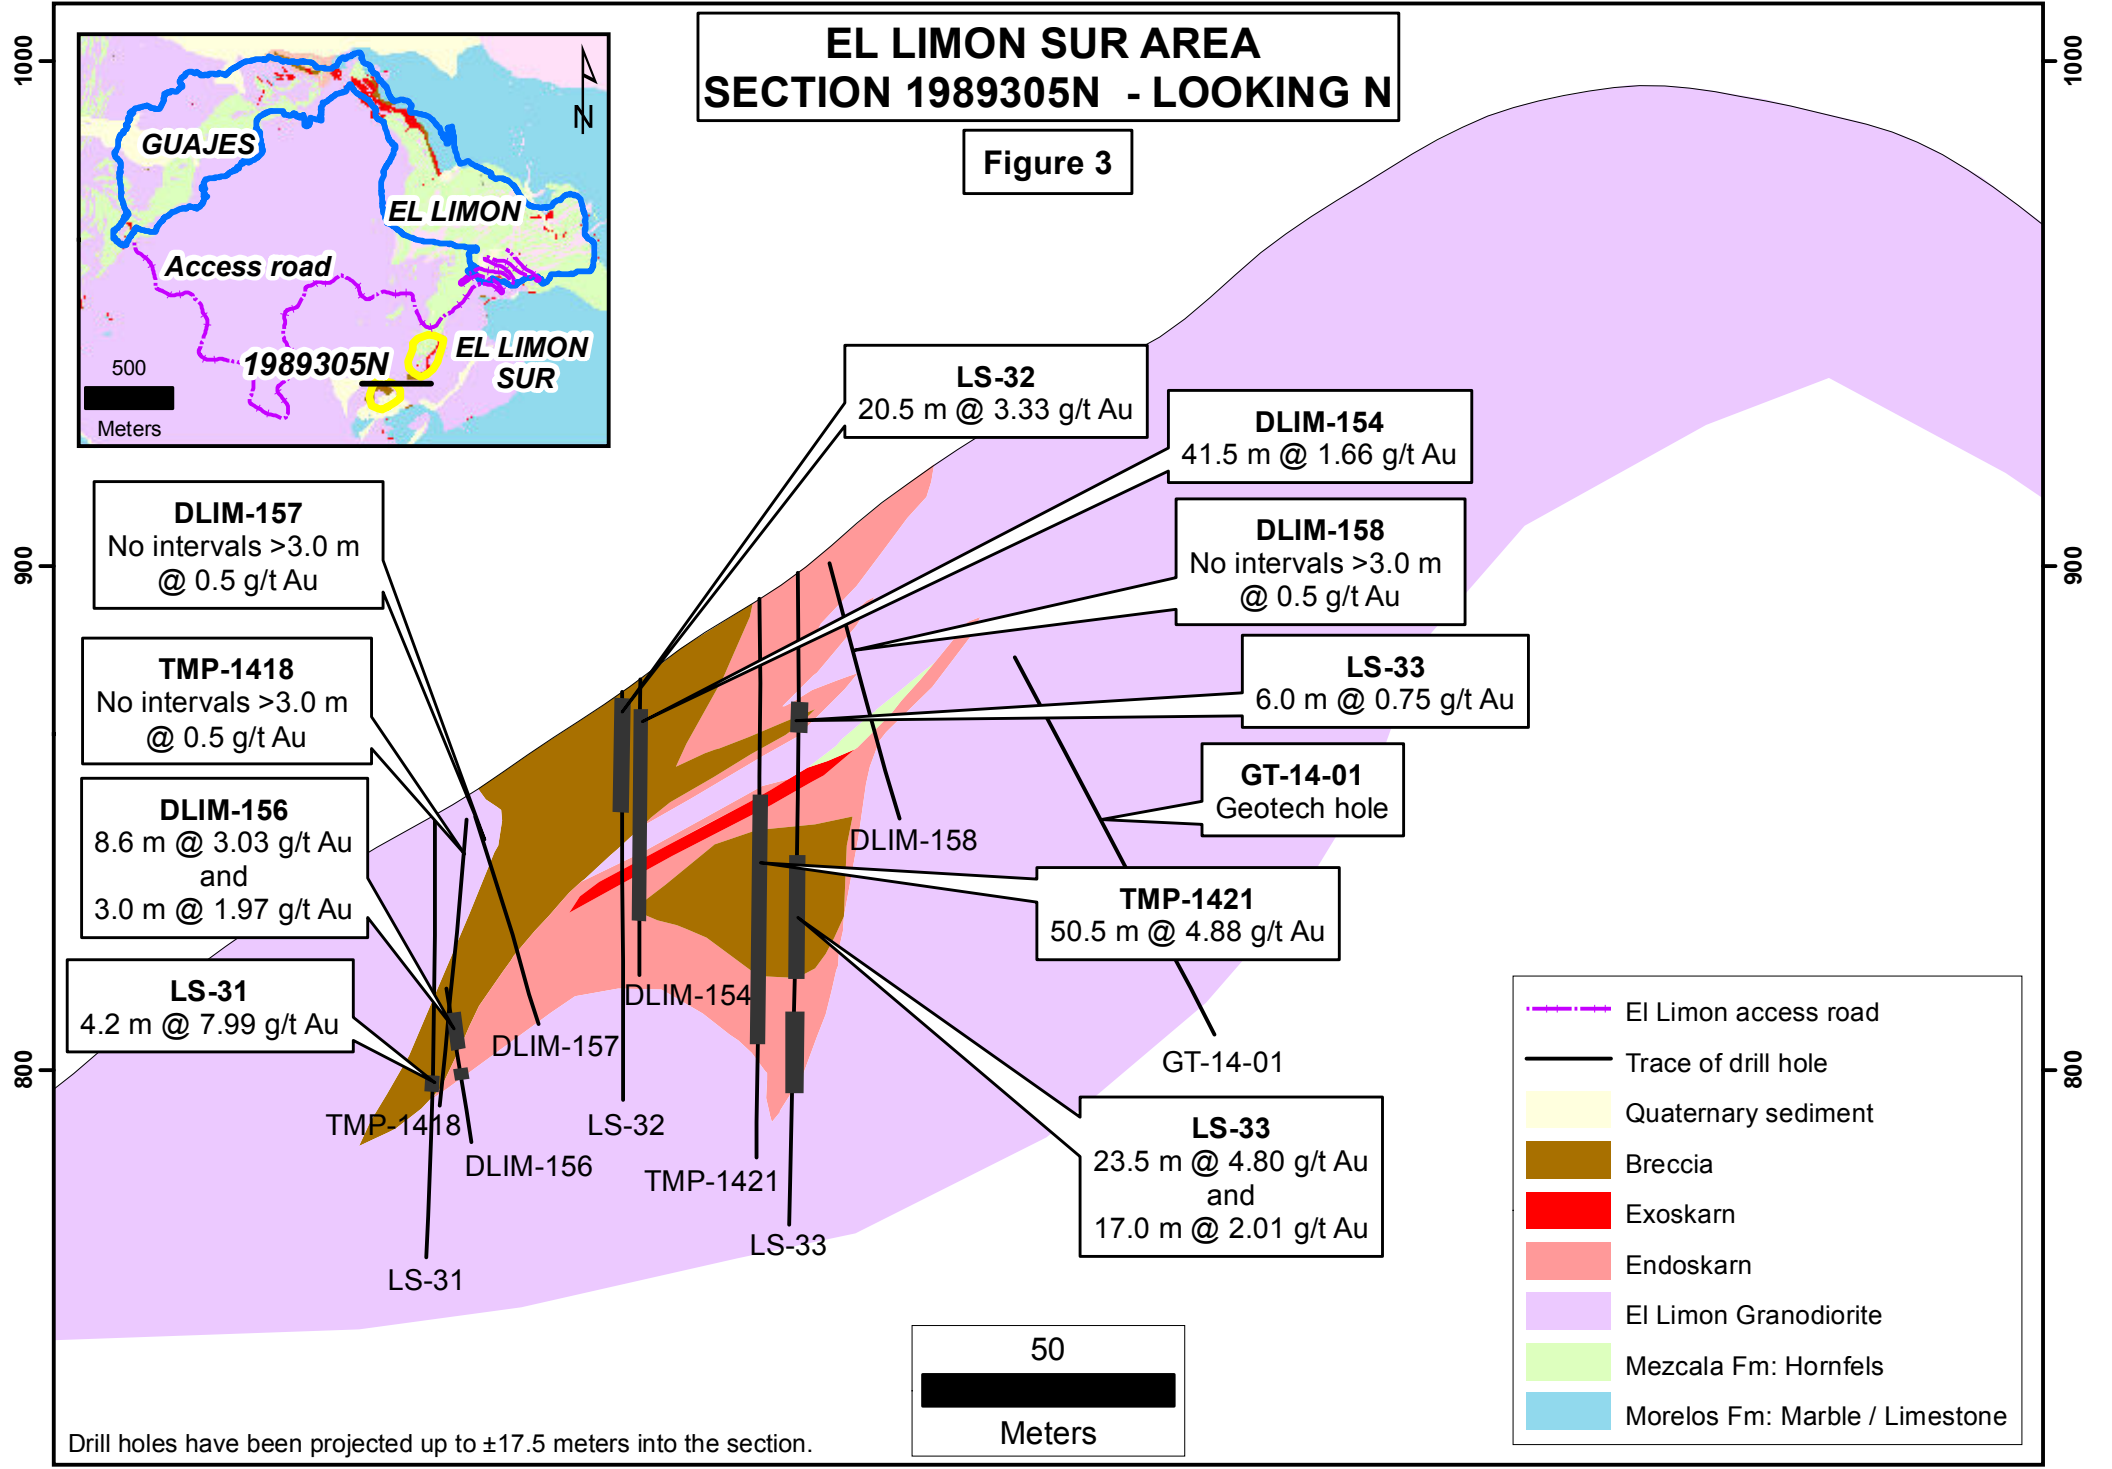 EL LIMON SUR AREA
SECTION 1989305N - LOOKING N
Figure 3
1000
900
800
1000
900
800
GUAJES
EL LIMON
Access road
1989305N
EL LIMON
SUR
N
500
Meters
LS-32
20.5 m @ 3.33 g/t Au
DLIM-154
41.5 m @ 1.66 g/t Au
DLIM-157
No intervals >3.0 m
@ 0.5 g/t Au
DLIM-158
No intervals >3.0 m
@ 0.5 g/t Au
TMP-1418
No intervals >3.0 m
@ 0.5 g/t Au
LS-33
6.0 m @ 0.75 g/t Au
GT-14-01
Geotech hole
DLIM-156
8.6 m @ 3.03 g/t Au
and
3.0 m @ 1.97 g/t Au
TMP-1421
50.5 m @ 4.88 g/t Au
LS-31
4.2 m @ 7.99 g/t Au
LS-33
23.5 m @ 4.80 g/t Au
and
17.0 m @ 2.01 g/t Au
DLIM-158
DLIM-154
DLIM-157
GT-14-01
TMP-1418
LS-32
DLIM-156
TMP-1421
LS-33
LS-31
El Limon access road
Trace of drill hole
Quaternary sediment
Breccia
Exoskarn
Endoskarn
El Limon Granodiorite
Mezcala Fm: Hornfels
Morelos Fm: Marble / Limestone
50
Meters
Drill holes have been projected up to ±17.5 meters into the section.